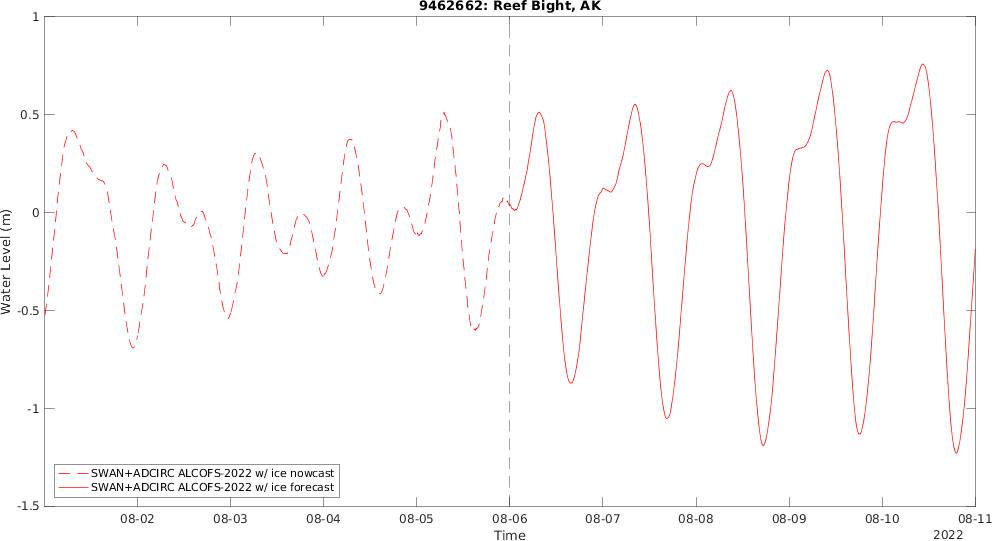 9462662: Reef Bight, AK
Water Level (m)
1
0.5
0
-0.5
-1
-1.5
SWAN+ADCIRC ALCOFS-2022 w/ ice nowcast
SWAN+ADCIRC ALCOFS-2022 w/ ice forecast
08-02 08-03 08-04 08-05 08-06 08-07 08-08 08-09 08-10 08-11
Time
2022